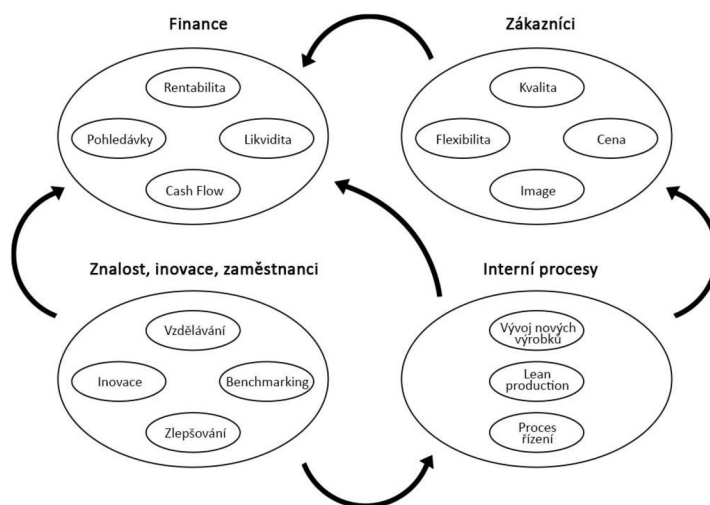 Finance
Zákazníci
Rentabilita
Pohledávky
Likvidita
Cash Flow
Kvalita
Flexibilita
Cena
Image
Znalost, inovace, zaměstnanci
Interní procesy
Vzdělávání
Inovace
Benchmarking
Zlepšování
Vývoj nových
výrobků
Lean
production
Proces
řízení